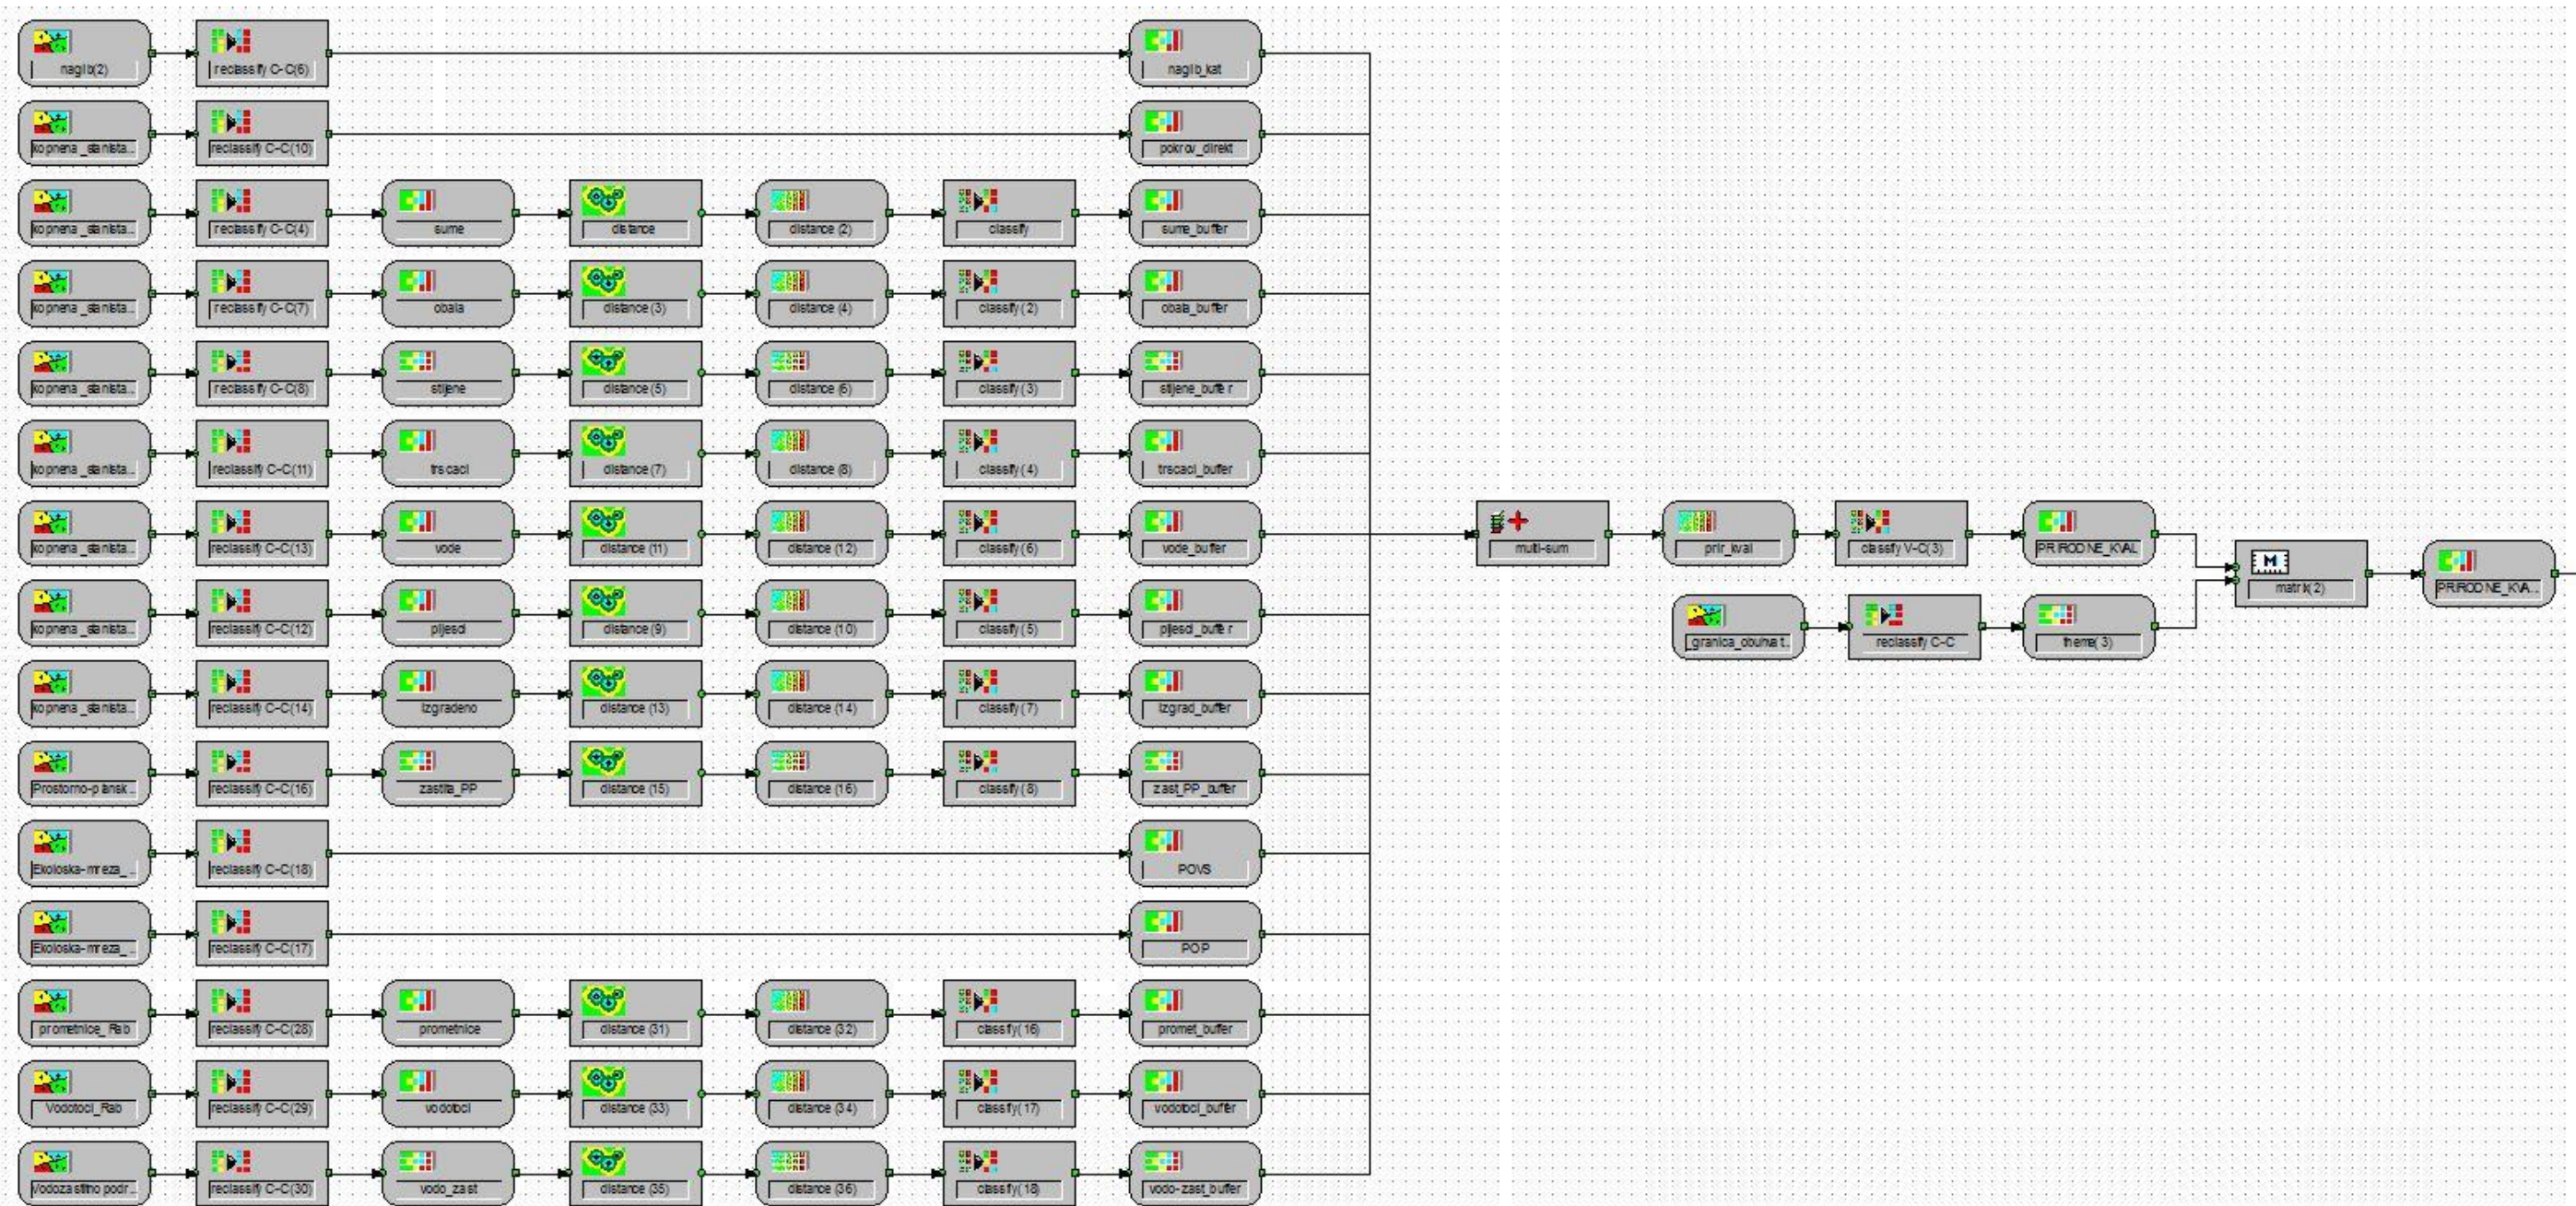 naglb(2)
reclassify C-C(6)
naglb_kat
kopnena_stanista...
reclassify C-C(10)
pokrov_direkt
kopnena_stanista...
reclassify C-C(4)
sume
distance
distance (2)
classify
sume_buffer
kopnena_stanista...
reclassify C-C(7)
obala
distance (3)
distance (4)
classify (2)
obala_buffer
kopnena_stanista...
reclassify C-C(8)
stijene
distance (5)
distance (6)
classify (3)
stijene_buffer
kopnena_stanista...
reclassify C-C(11)
trscaci
distance (7)
distance (8)
classify (4)
trscaci_buffer
kopnena_stanista...
reclassify C-C(13)
vode
distance (11)
distance (12)
classify (6)
vode_buffer
multi-sum
prir_kval
classify V-C(3)
PRIRODNE_KVAL
matrix(2)
PRIRODNE_KVA...
kopnena_stanista...
reclassify C-C(12)
pijesci
distance (9)
distance (10)
classify (5)
pijesci_buffer
_granica_obuhvat...
reclassify C-C
theme(3)
kopnena_stanista...
reclassify C-C(14)
Izgradeno
distance (13)
distance (14)
classify (7)
Izgrad_buffer
Prostorno-plansk...
reclassify C-C(16)
zastita_PP
distance (15)
distance (16)
classify (8)
zast_PP_buffer
Ekoloska-mreza_...
reclassify C-C(18)
POVS
Ekoloska-mreza_...
reclassify C-C(17)
POP
prometnice_Rab
reclassify C-C(28)
prometnice
distance (31)
distance (32)
classify(16)
promet_buffer
Vodotoci_Rab
reclassify C-C(29)
vodotoci
distance (33)
distance (34)
classify(17)
vodotoci_buffer
Vodozastitno podr...
reclassify C-C(30)
vodo_zast
distance (35)
distance (36)
classify(18)
vodo-zast_buffer